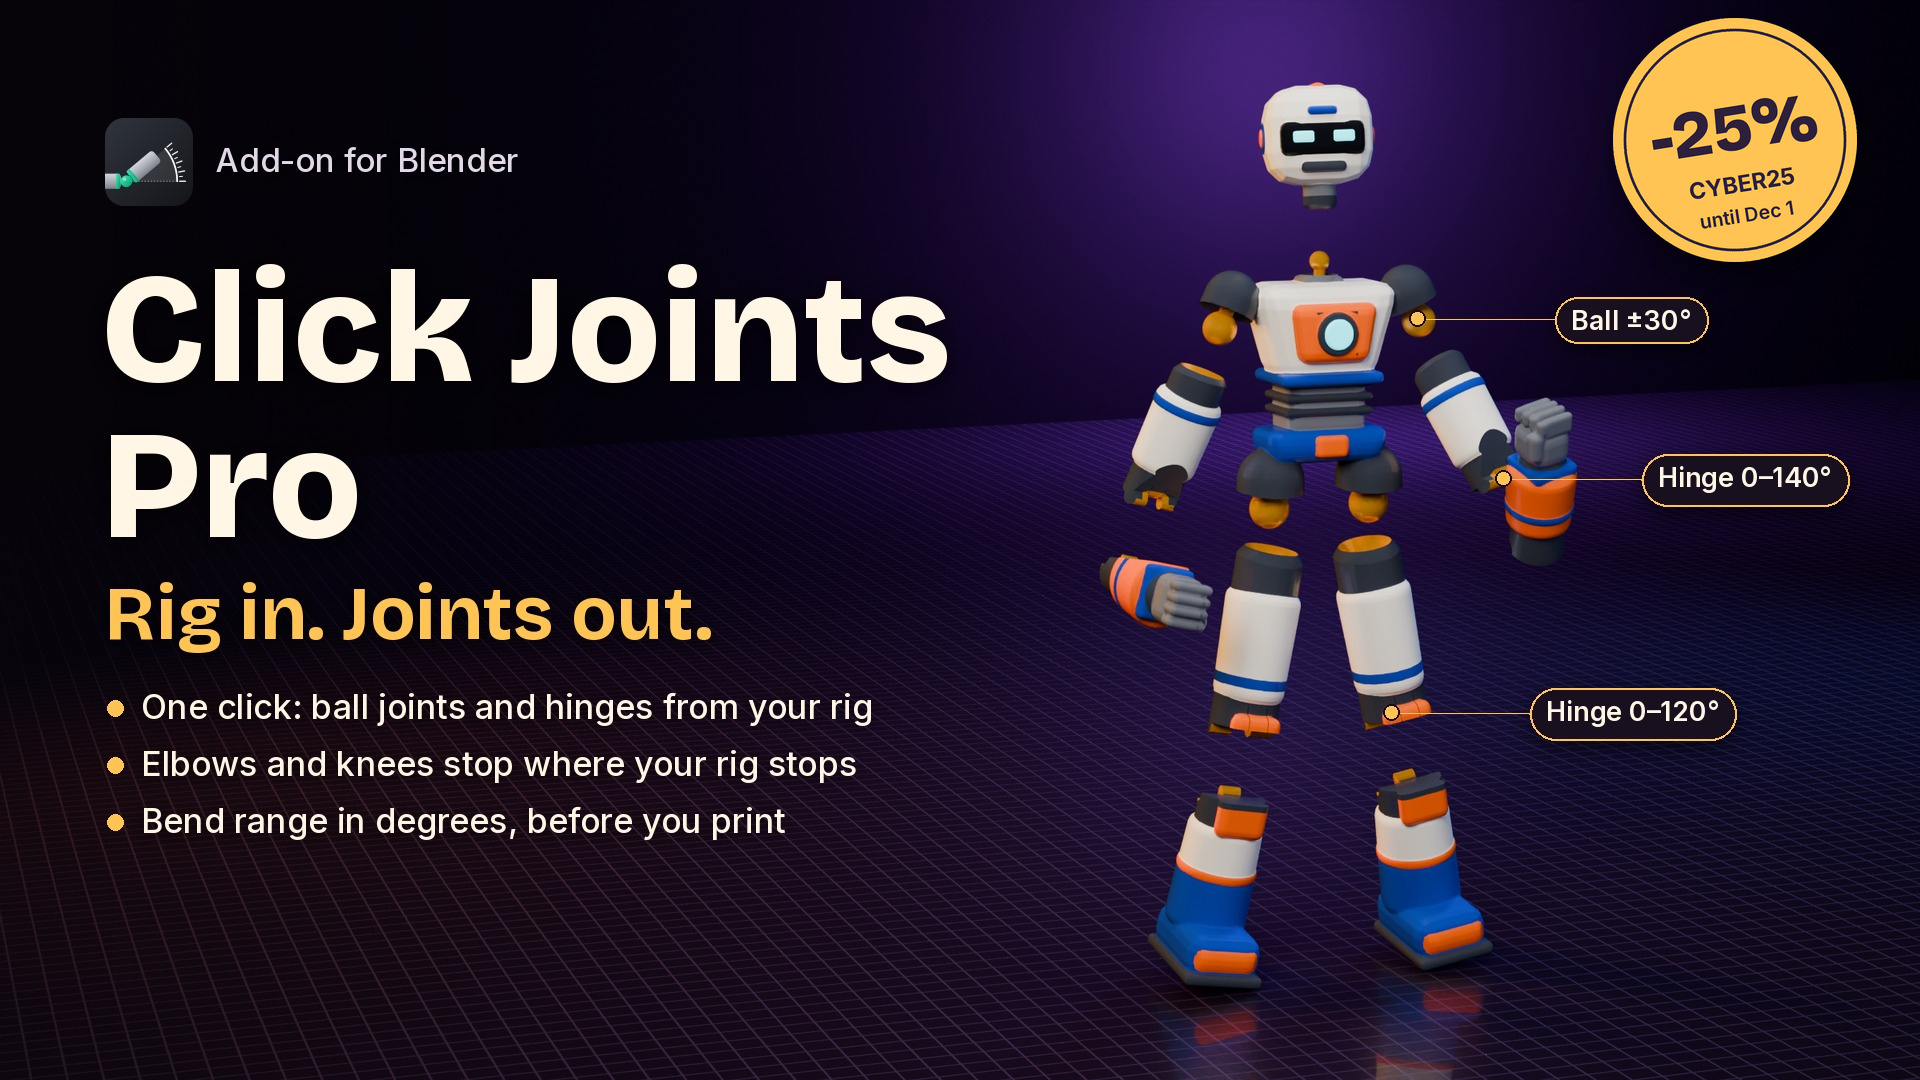 Add-on for Blender
Click Joints
Pro
Rig in. Joints out.
One click: ball joints and hinges from your rig
Elbows and knees stop where your rig stops
Bend range in degrees, before you print
-25%
CYBER25
until Dec 1
Ball ±30°
Hinge 0–140°
Hinge 0–120°